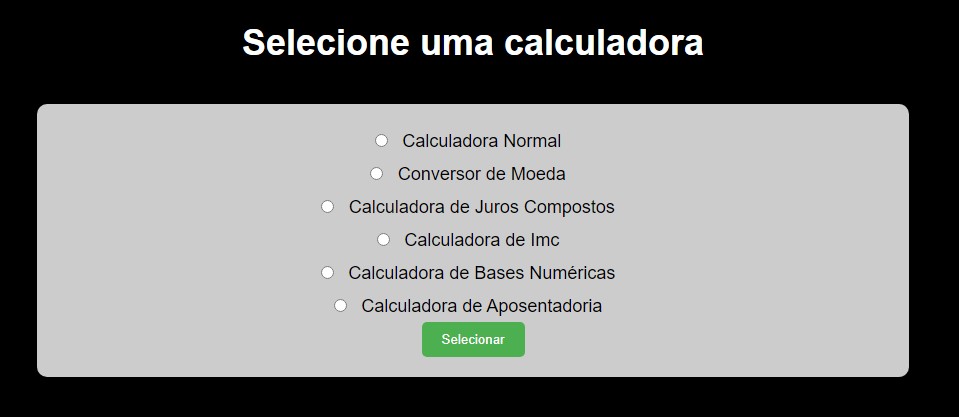 Selecione uma calculadora
Calculadora Normal
Conversor de Moeda
Calculadora de Juros Compostos
Calculadora de Imc
Calculadora de Bases Numéricas
Calculadora de Aposentadoria
Selecionar